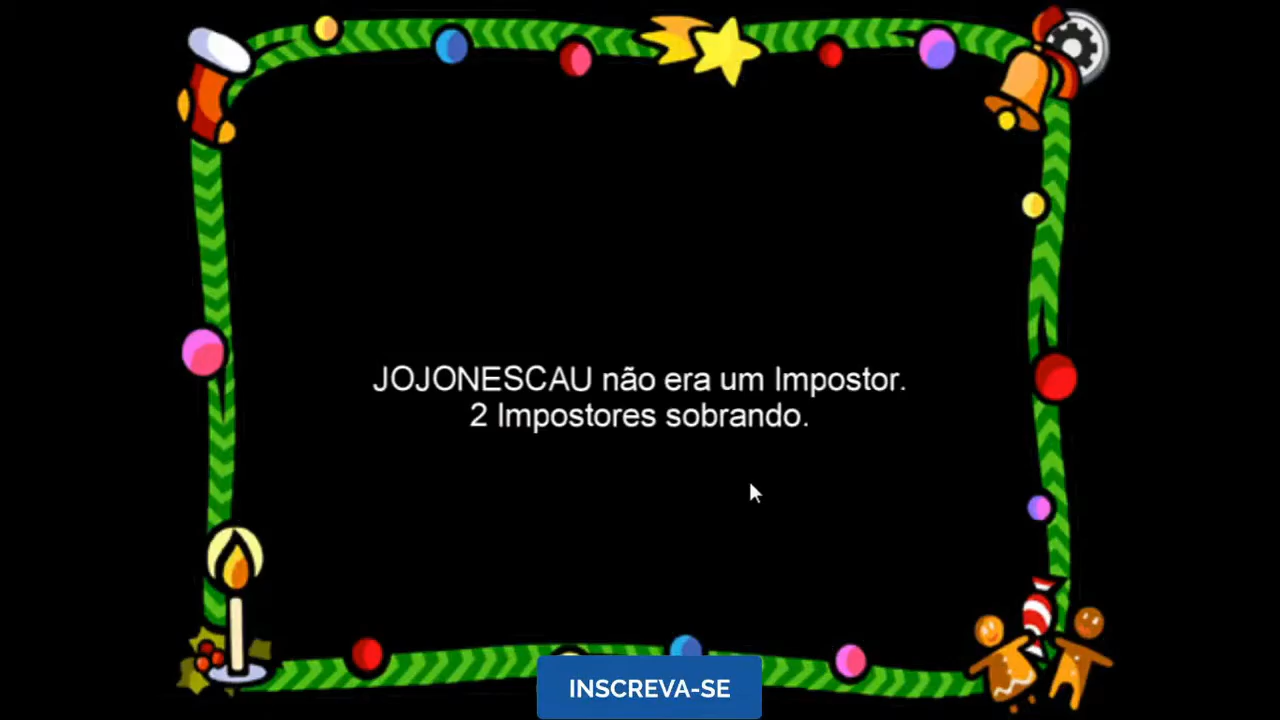 JOJONESCAU não era um Impostor.
2 Impostores sobrando.
INSCREVA-SE